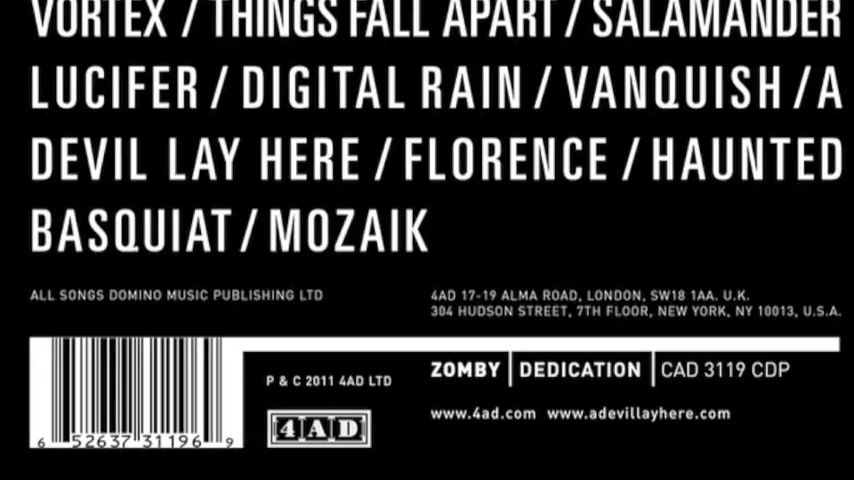 VORTEX / THINGS FALL APART / SALAMANDER
LUCIFER / DIGITAL RAIN / VANQUISH / A
DEVIL LAY HERE / FLORENCE / HAUNTED
BASQUIAT / MOZAIK
ALL SONGS DOMINO MUSIC PUBLISHING LTD
4AD 17-19 ALMA ROAD, LONDON, SW18 1AA. U.K.
304 HUDSON STREET, 7TH FLOOR, NEW YORK, NY 10013, U.S.A.
P & C 2011 4AD LTD
ZOMBY | DEDICATION | CAD 3119 CDP
4AD
www.4ad.com www.adevillayhere.com
6 52637 31196 9